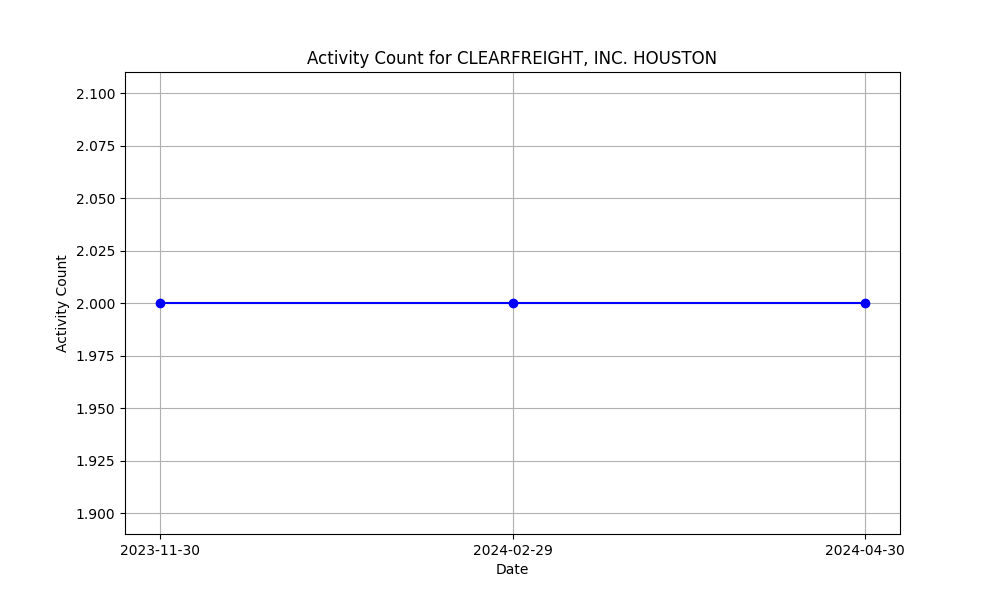 Activity Count for CLEARFREIGHT, INC. HOUSTON
2.100
2.075
2.050
2.025
2.000
1.975
1.950
1.925
1.900
Activity Count
2023-11-30 2024-02-29 2024-04-30
Date